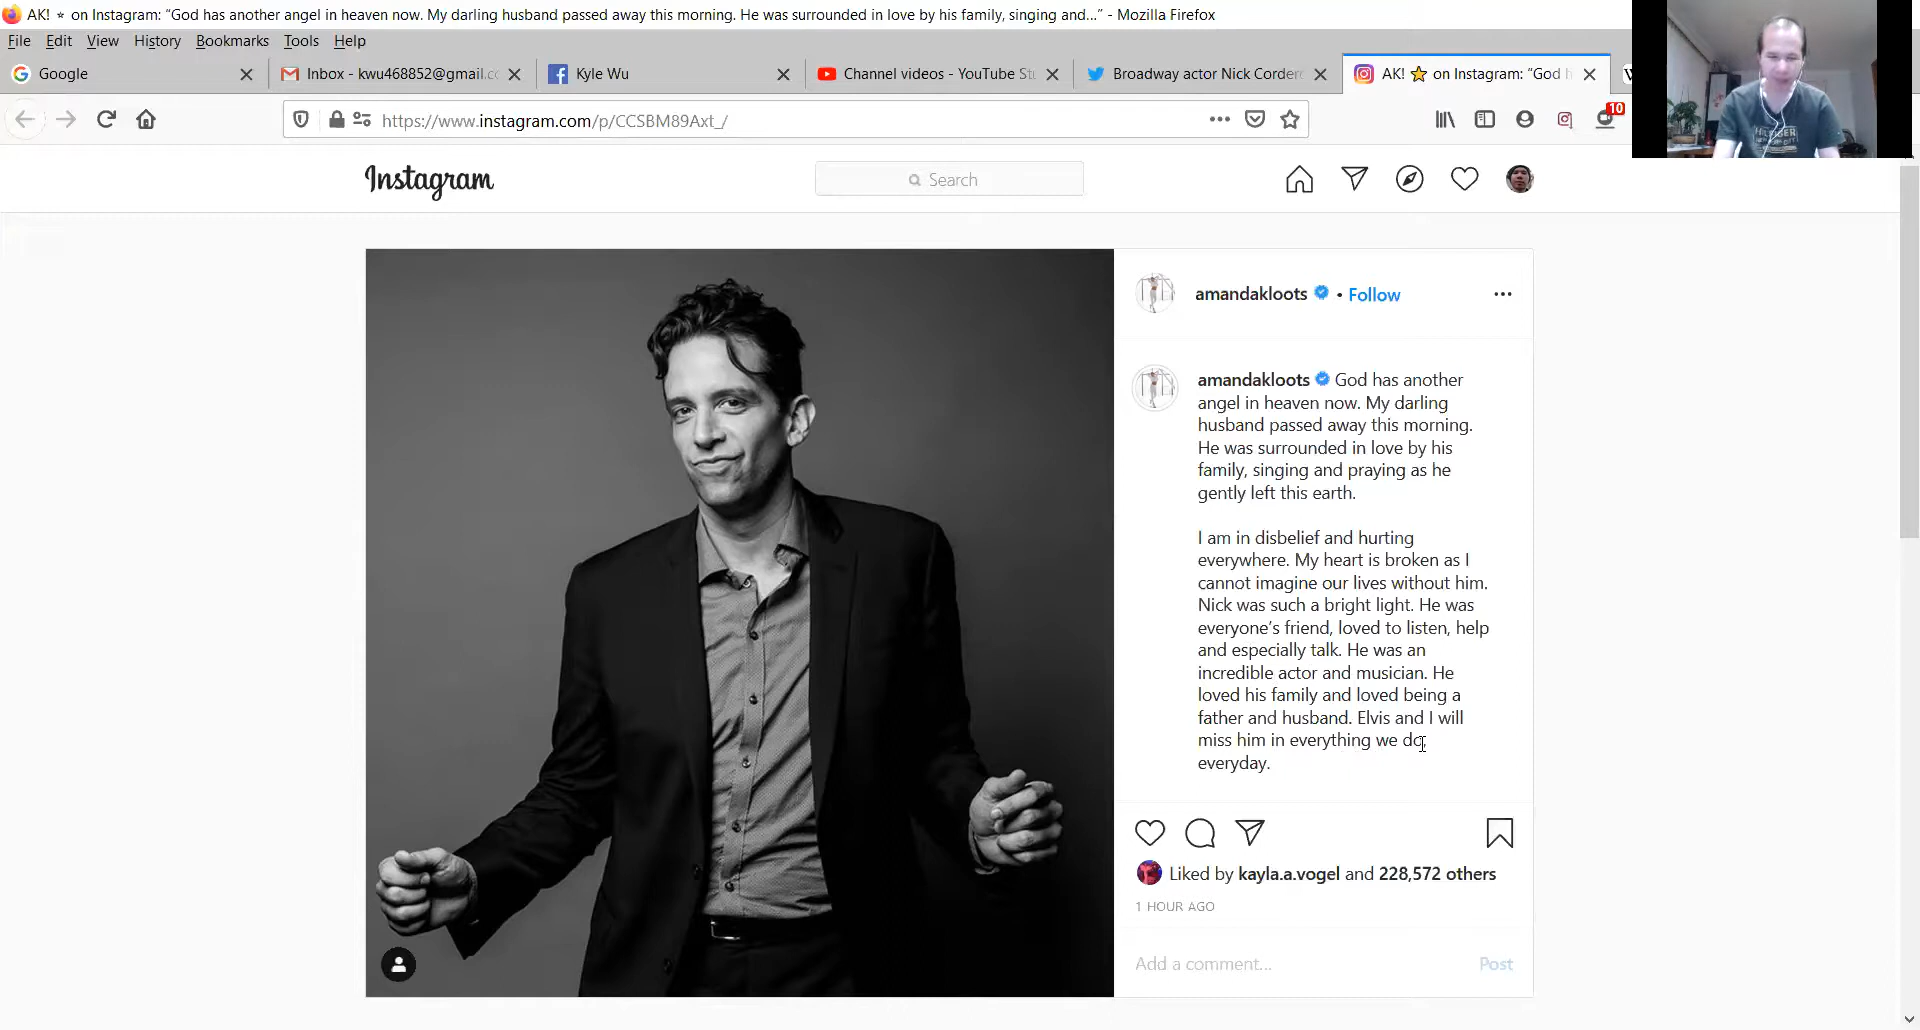 AK! ⭐ on Instagram: “God has another angel in heaven now. My darling husband passed away this morning. He was surrounded in love by his family, singing and…” - Mozilla Firefox
File Edit View History Bookmarks Tools Help
Google
Inbox - kwu468852@gmail.c
Kyle Wu
Channel videos - YouTube St
Broadway actor Nick Corder
AK! ⭐ on Instagram: “God h
https://www.instagram.com/p/CCSBM89Axt_/
10
Instagram
Search
amandakloots • Follow
amandakloots God has another
angel in heaven now. My darling
husband passed away this morning.
He was surrounded in love by his
family, singing and praying as he
gently left this earth.
I am in disbelief and hurting
everywhere. My heart is broken as I
cannot imagine our lives without him.
Nick was such a bright light. He was
everyone’s friend, loved to listen, help
and especially talk. He was an
incredible actor and musician. He
loved his family and loved being a
father and husband. Elvis and I will
miss him in everything we do,
everyday.
Liked by kayla.a.vogel and 228,572 others
1 HOUR AGO
Add a comment...
Post